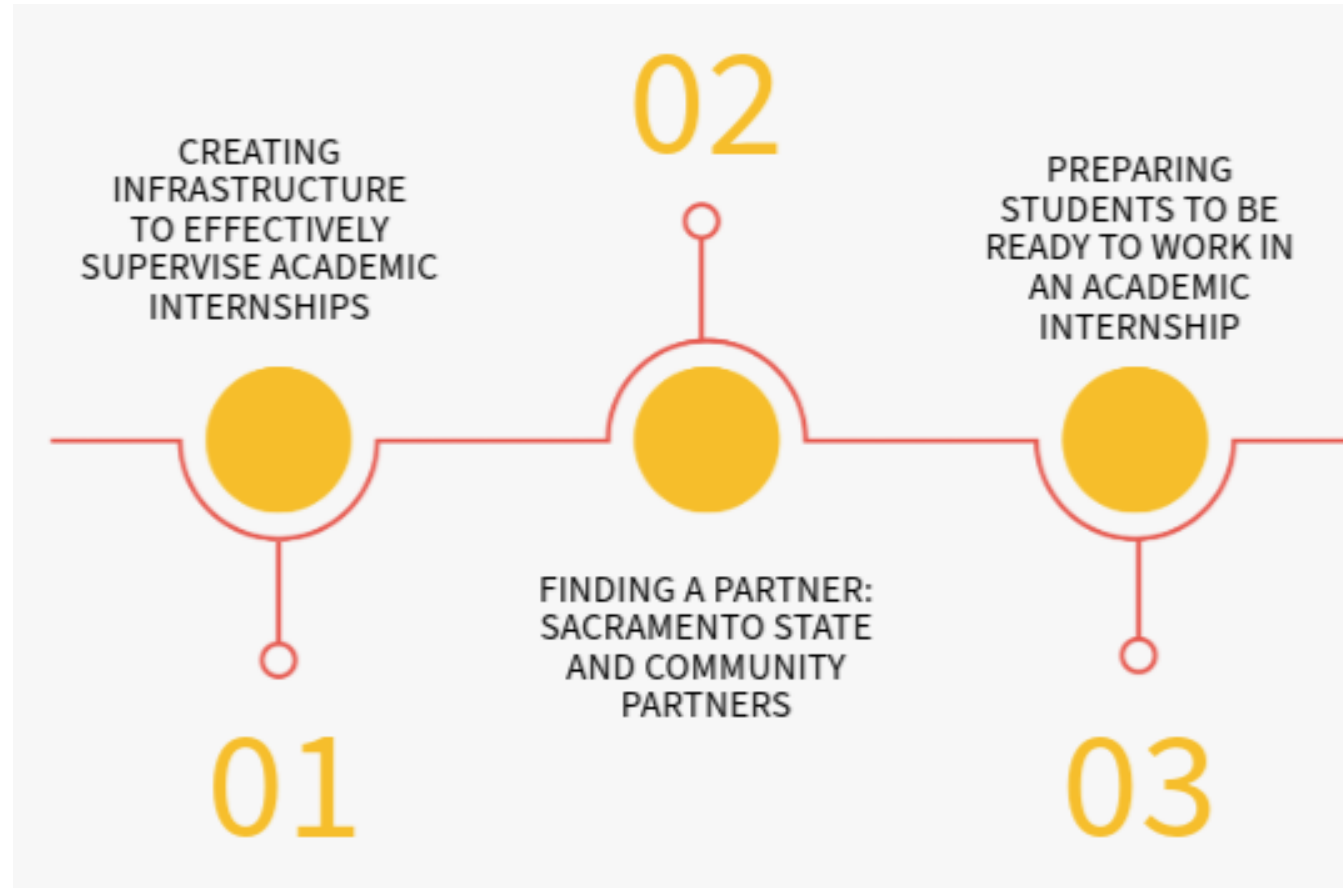 01
CREATING
INFRASTRUCTURE
TO EFFECTIVELY
SUPERVISE ACADEMIC
INTERNSHIPS
02
FINDING A PARTNER:
SACRAMENTO STATE
AND COMMUNITY
PARTNERS
03
PREPARING
STUDENTS TO BE
READY TO WORK IN
AN ACADEMIC
INTERNSHIP